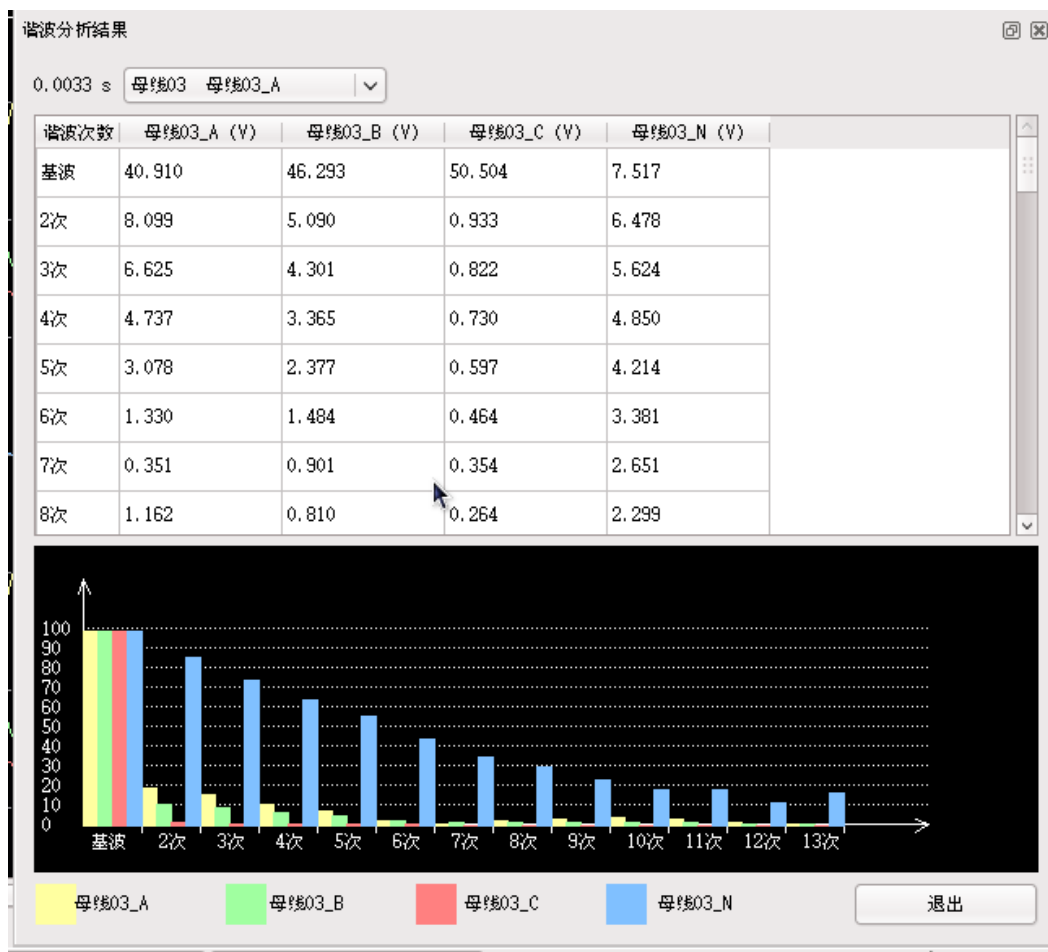 谐波分析结果
0.0033 s 母线03 母线03_A
谐波次数 母线03_A (V) 母线03_B (V) 母线03_C (V) 母线03_N (V)
基波 40.910 46.293 50.504 7.517
2次 8.099 5.090 0.933 6.478
3次 6.625 4.301 0.822 5.624
4次 4.737 3.365 0.730 4.850
5次 3.078 2.377 0.597 4.214
6次 1.330 1.484 0.464 3.381
7次 0.351 0.901 0.354 2.651
8次 1.162 0.810 0.264 2.299
100
90
80
70
60
50
40
30
20
10
0
基波 2次 3次 4次 5次 6次 7次 8次 9次 10次 11次 12次 13次
母线03_A 母线03_B 母线03_C 母线03_N 退出